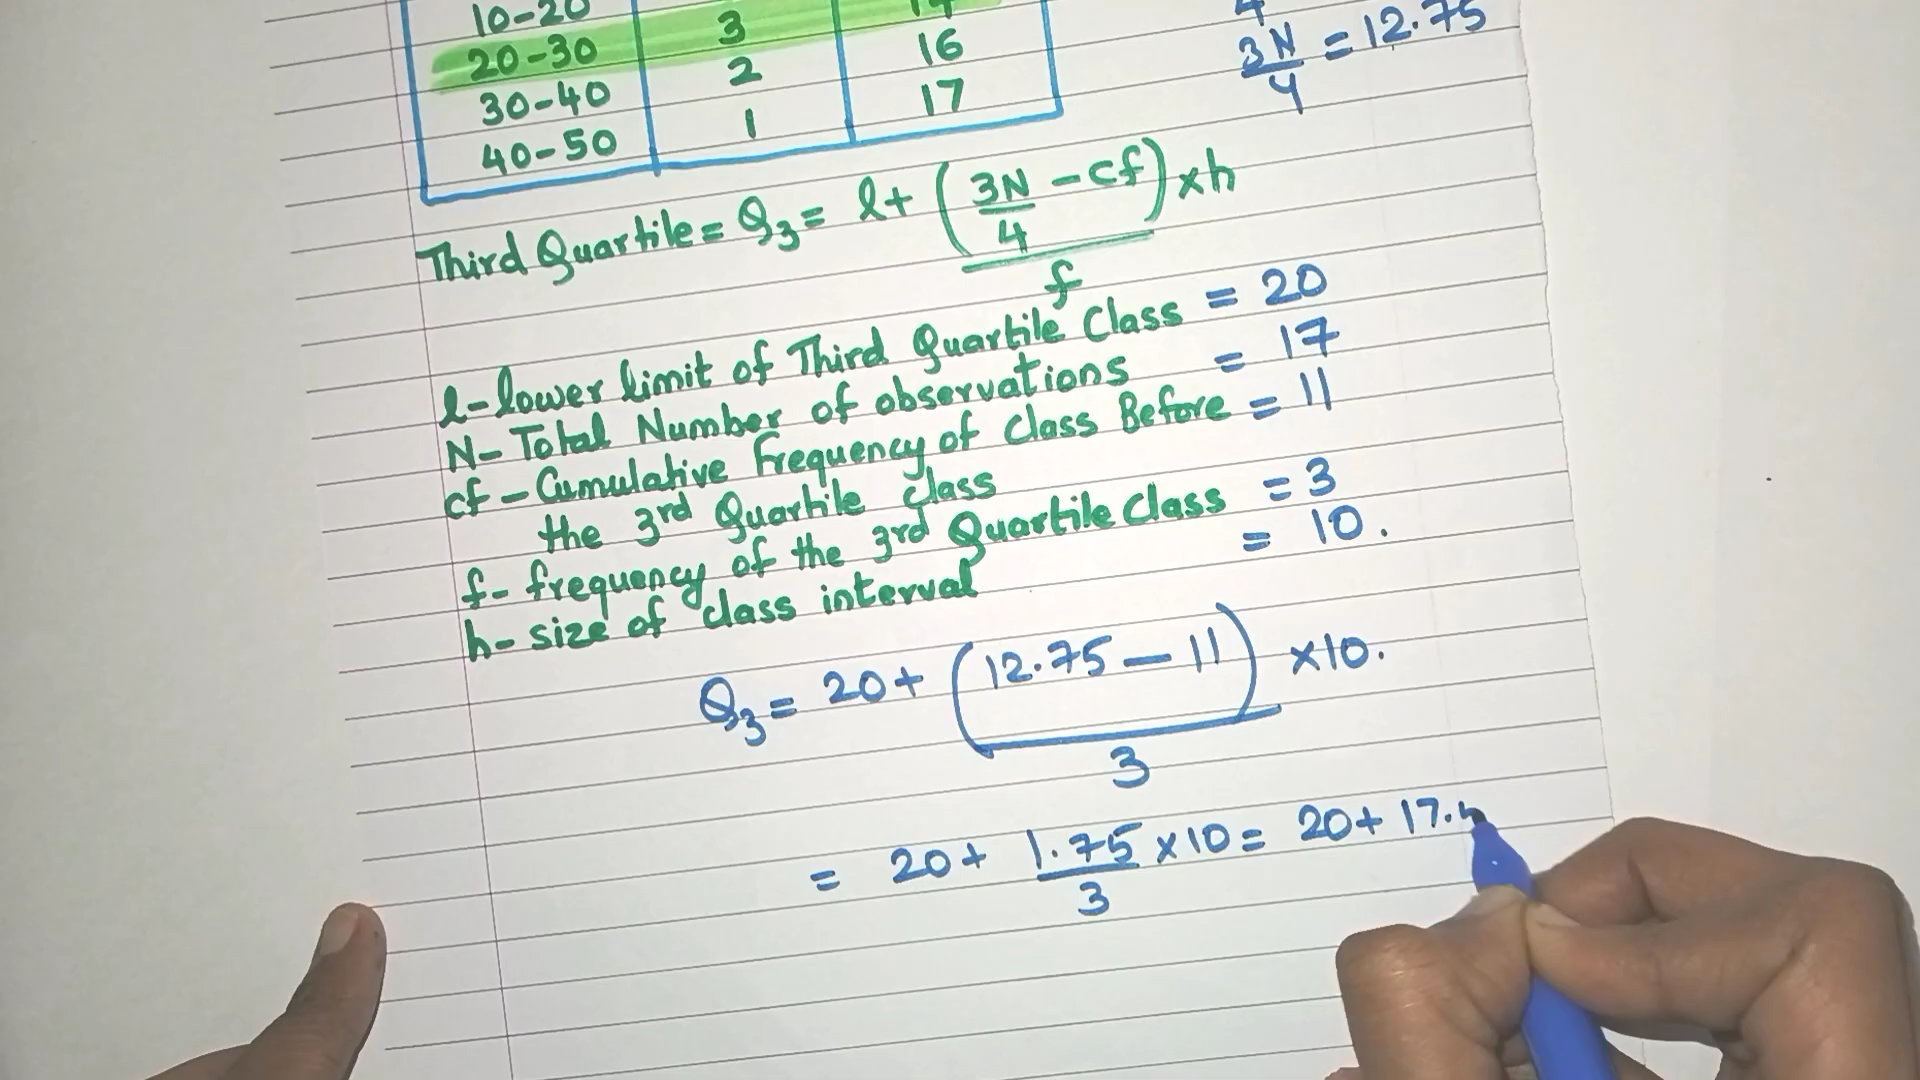 10-20
20-30 3 14
30-40 2 16
40-50 1 17
4
3N/4 = 12.75
Third Quartile = Q3 = l + (3N/4 - cf)/f × h
l - lower limit of Third Quartile Class = 20
N - Total Number of observations = 17
cf - Cumulative frequency of class Before = 11
the 3rd Quartile class
f - frequency of the 3rd Quartile Class = 3
h - size of class interval = 10.
Q3 = 20 + (12.75 - 11)/3 × 10.
= 20 + 1.75/3 × 10 = 20 + 17.